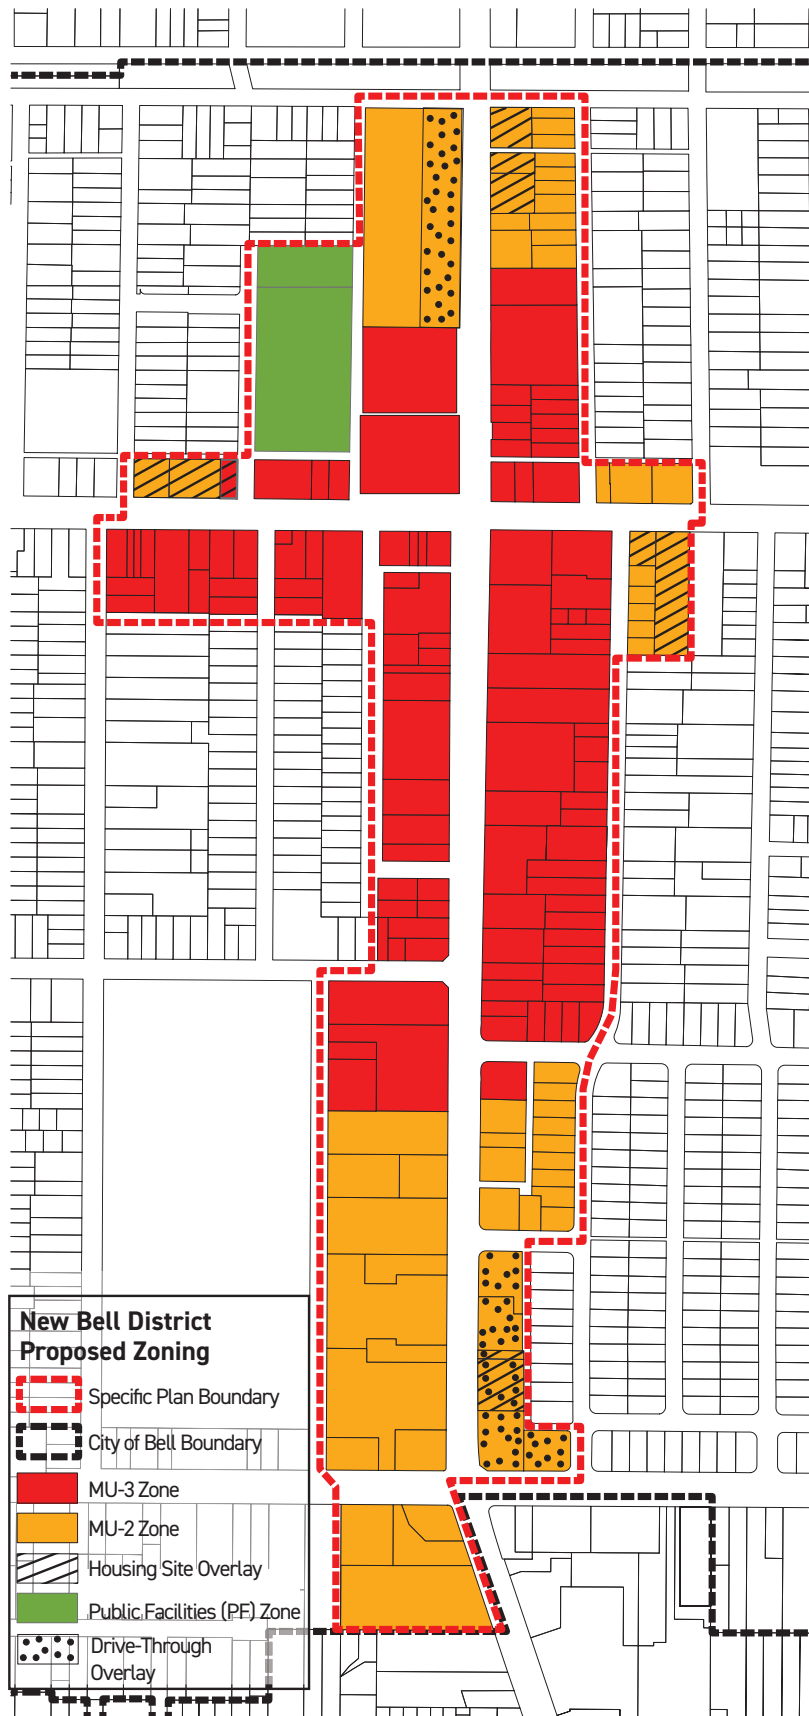 New Bell District
Proposed Zoning
Specific Plan Boundary
City of Bell Boundary
MU-3 Zone
MU-2 Zone
Housing Site Overlay
Public Facilities (PF) Zone
Drive-Through
Overlay